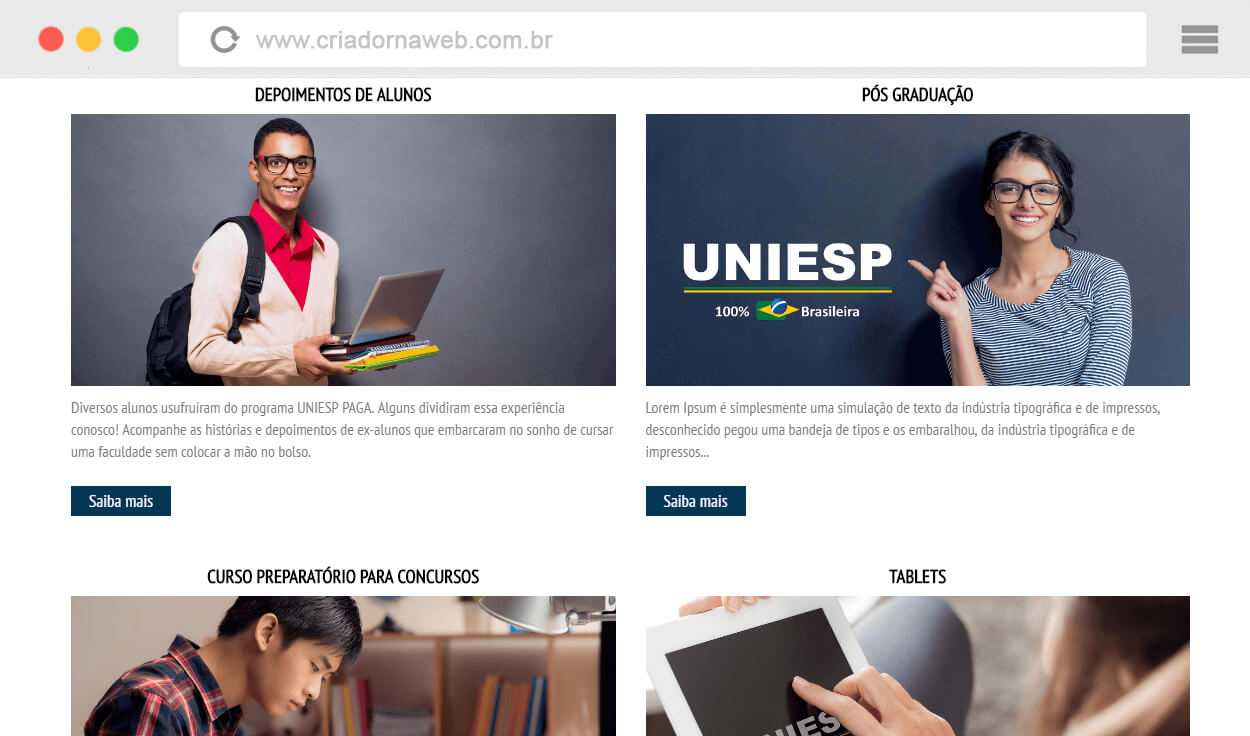 www.criadornaweb.com.br
DEPOIMENTOS DE ALUNOS
Diversos alunos usufruíram do programa UNIESP PAGA. Alguns dividiram essa experiência
conosco! Acompanhe as histórias e depoimentos de ex-alunos que embarcaram no sonho de cursar
uma faculdade sem colocar a mão no bolso.
Saiba mais
PÓS GRADUAÇÃO
UNIESP
100% Brasileira
Lorem Ipsum é simplesmente uma simulação de texto da indústria tipográfica e de impressos,
desconhecido pegou uma bandeja de tipos e os embaralhou, da indústria tipográfica e de
impressos...
Saiba mais
CURSO PREPARATÓRIO PARA CONCURSOS
TABLETS
UNIESP